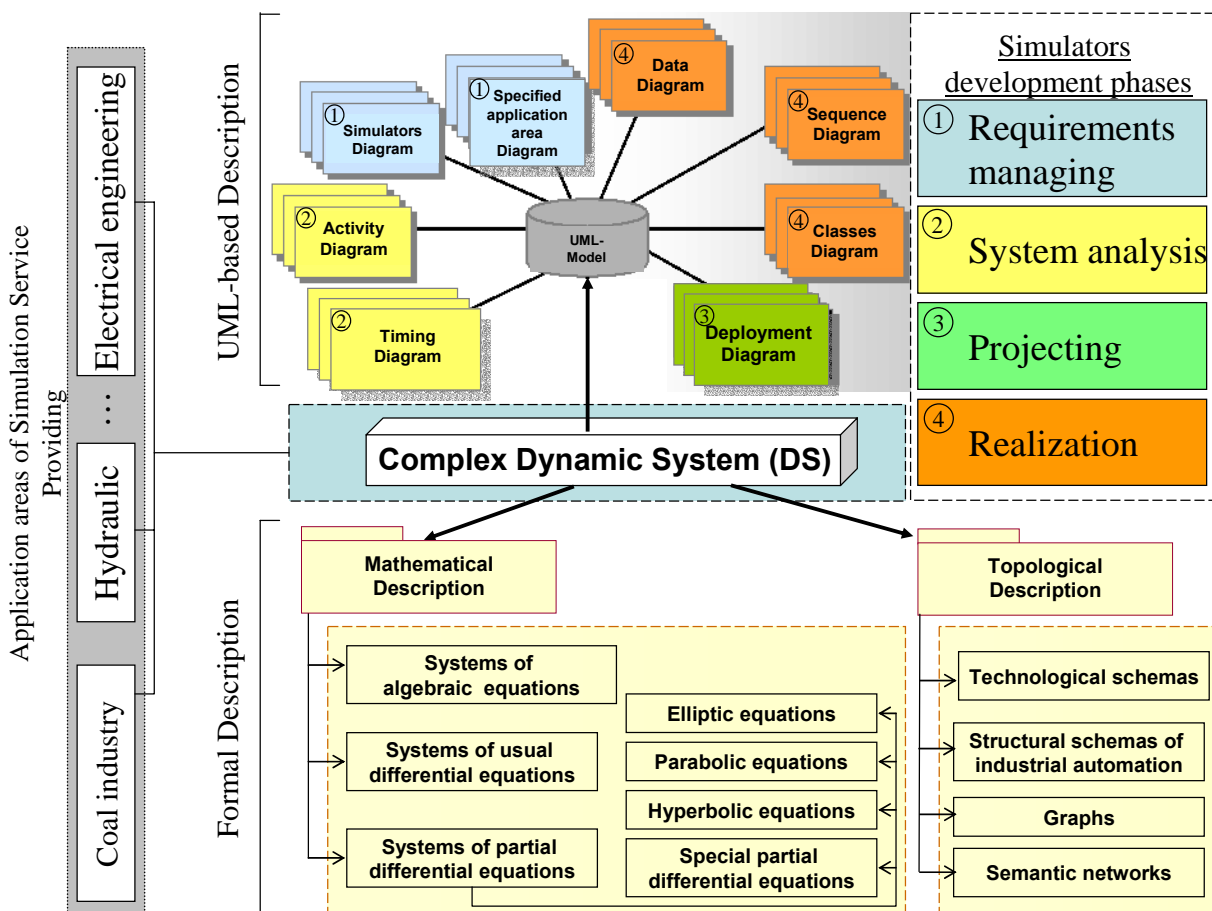 Application areas of Simulation Service
Providing
Electrical engineering
…
Hydraulic
Coal industry
UML-based Description
Formal Description
1
Simulators
Diagram
1
Specified
application
area
Diagram
4
Data
Diagram
4
Sequence
Diagram
2
Activity
Diagram
UML-
Model
4
Classes
Diagram
2
Timing
Diagram
3
Deployment
Diagram
Simulators
development phases
1
Requirements
managing
2
System analysis
3
Projecting
4
Realization
Complex Dynamic System (DS)
Mathematical
Description
Systems of
algebraic equations
Systems of usual
differential equations
Systems of partial
differential equations
Elliptic equations
Parabolic equations
Hyperbolic equations
Special partial
differential equations
Topological
Description
Technological schemas
Structural schemas of
industrial automation
Graphs
Semantic networks